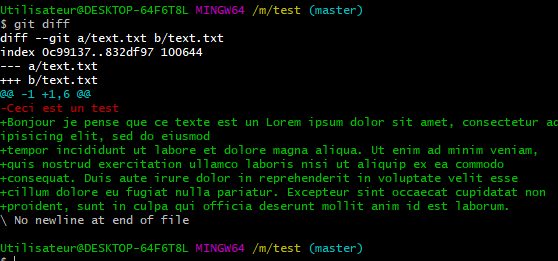 Utilisateur@DESKTOP-64F6T8L MINGW64 /m/test (master)
$ git diff
diff --git a/text.txt b/text.txt
index 0c99137..832df97 100644
--- a/text.txt
+++ b/text.txt
@@ -1 +1,6 @@
-Ceci est un test
+Bonjour je pense que ce texte est un Lorem ipsum dolor sit amet, consectetur ad
ipisicing elit, sed do eiusmod
+tempor incididunt ut labore et dolore magna aliqua. Ut enim ad minim veniam,
+quis nostrud exercitation ullamco laboris nisi ut aliquip ex ea commodo
+consequat. Duis aute irure dolor in reprehenderit in voluptate velit esse
+cillum dolore eu fugiat nulla pariatur. Excepteur sint occaecat cupidatat non
+proident, sunt in culpa qui officia deserunt mollit anim id est laborum.
\ No newline at end of file
Utilisateur@DESKTOP-64F6T8L MINGW64 /m/test (master)
$